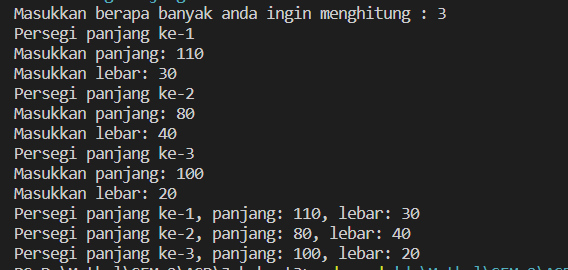 Masukkan berapa banyak anda ingin menghitung : 3
Persegi panjang ke-1
Masukkan panjang: 110
Masukkan lebar: 30
Persegi panjang ke-2
Masukkan panjang: 80
Masukkan lebar: 40
Persegi panjang ke-3
Masukkan panjang: 100
Masukkan lebar: 20
Persegi panjang ke-1, panjang: 110, lebar: 30
Persegi panjang ke-2, panjang: 80, lebar: 40
Persegi panjang ke-3, panjang: 100, lebar: 20